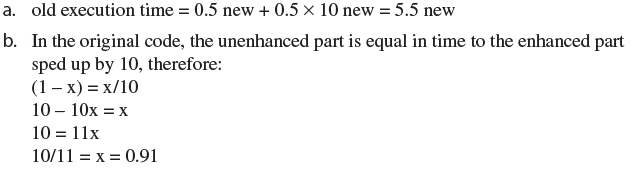 a. old execution time = 0.5 new + 0.5 × 10 new = 5.5 new
b. In the original code, the unenhanced part is equal in time to the enhanced part
sped up by 10, therefore:
(1 – x) = x/10
10 – 10x = x
10 = 11x
10/11 = x = 0.91